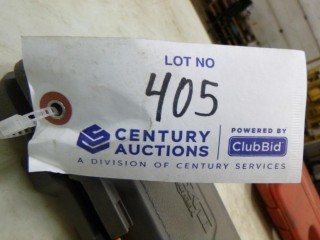 LOT NO
405
CENTURY AUCTIONS
POWERED BY
ClubBid
A DIVISION OF CENTURY SERVICES